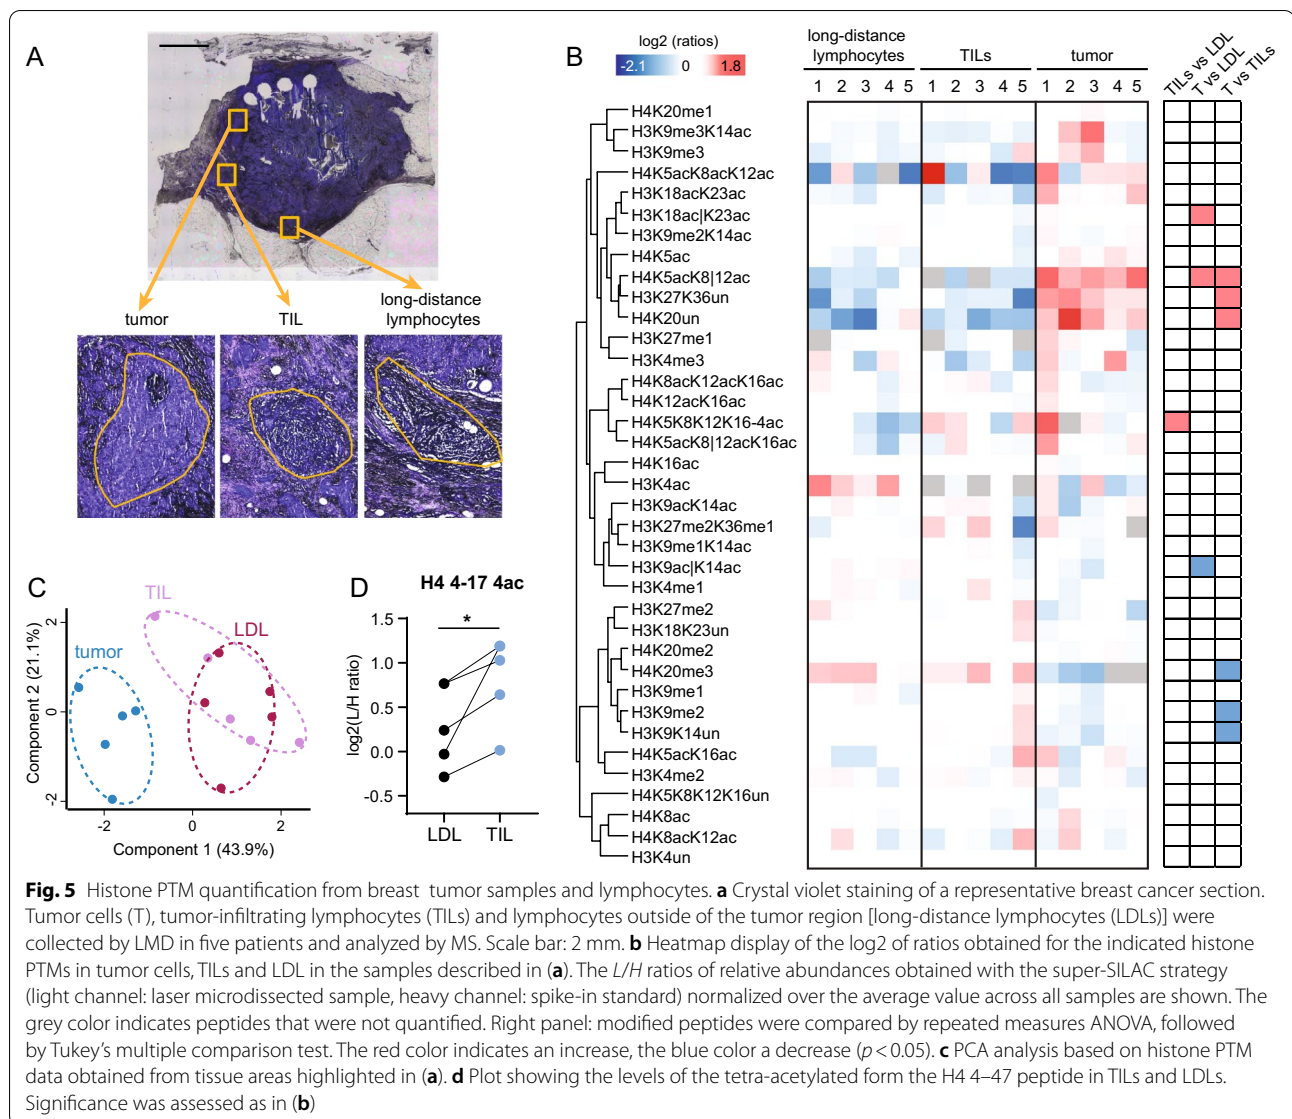 A
tumor
TIL
long-distance
lymphocytes
B
log2 (ratios)
-2.1 0 1.8
long-distance
lymphocytes
TILs
tumor
TILs vs LDL
T vs LDL
T vs TILs
1 2 3 4 5 1 2 3 4 5 1 2 3 4 5
H4K20me1
H3K9me3K14ac
H3K9me3
H4K5acK8acK12ac
H3K18acK23ac
H3K18ac|K23ac
H3K9me2K14ac
H4K5ac
H4K5acK8|12ac
H3K27K36un
H4K20un
H3K27me1
H3K4me3
H4K8acK12acK16ac
H4K12acK16ac
H4K5K8K12K16-4ac
H4K5acK8|12acK16ac
H4K16ac
H3K4ac
H3K9acK14ac
H3K27me2K36me1
H3K9me1K14ac
H3K9ac|K14ac
H3K4me1
H3K27me2
H3K18K23un
H4K20me2
H4K20me3
H3K9me1
H3K9me2
H3K9K14un
H4K5acK16ac
H3K4me2
H4K5K8K12K16un
H4K8ac
H4K8acK12ac
H3K4un
C
TIL
LDL
tumor
Component 2 (21.1%)
2
0
-2
-2 0 2
Component 1 (43.9%)
D
H4 4-17 4ac
*
log2(L/H ratio)
1.5
1.0
0.5
0.0
-0.5
LDL TIL
Fig. 5 Histone PTM quantification from breast tumor samples and lymphocytes. a Crystal violet staining of a representative breast cancer section.
Tumor cells (T), tumor-infiltrating lymphocytes (TILs) and lymphocytes outside of the tumor region [long-distance lymphocytes (LDLs)] were
collected by LMD in five patients and analyzed by MS. Scale bar: 2 mm. b Heatmap display of the log2 of ratios obtained for the indicated histone
PTMs in tumor cells, TILs and LDL in the samples described in (a). The L/H ratios of relative abundances obtained with the super-SILAC strategy
(light channel: laser microdissected sample, heavy channel: spike-in standard) normalized over the average value across all samples are shown. The
grey color indicates peptides that were not quantified. Right panel: modified peptides were compared by repeated measures ANOVA, followed
by Tukey's multiple comparison test. The red color indicates an increase, the blue color a decrease (p < 0.05). c PCA analysis based on histone PTM
data obtained from tissue areas highlighted in (a). d Plot showing the levels of the tetra-acetylated form the H4 4–47 peptide in TILs and LDLs.
Significance was assessed as in (b)